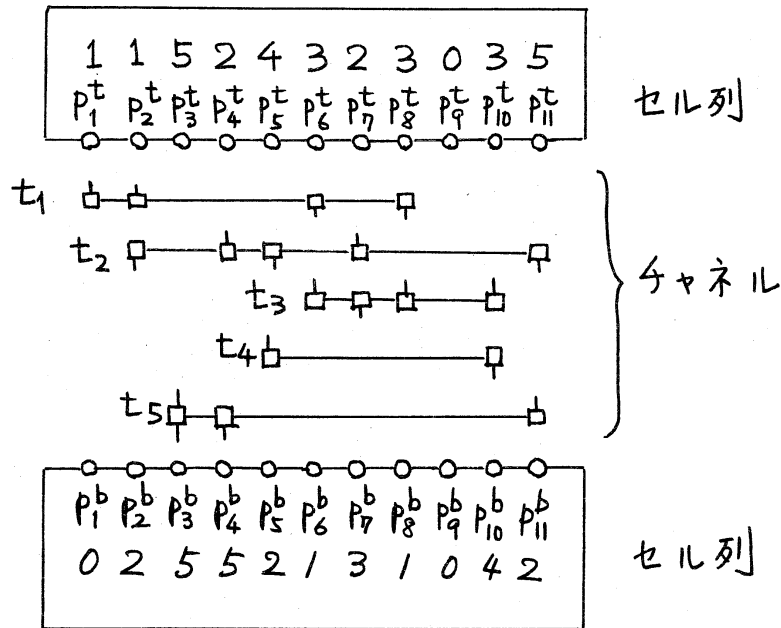 1 1 5 2 4 3 2 3 0 3 5
p₁ᵗ p₂ᵗ p₃ᵗ p₄ᵗ p₅ᵗ p₆ᵗ p₇ᵗ p₈ᵗ p₉ᵗ p₁₀ᵗ p₁₁ᵗ
セル列
t₁
t₂
t₃
チャネル
t₄
t₅
p₁ᵇ p₂ᵇ p₃ᵇ p₄ᵇ p₅ᵇ p₆ᵇ p₇ᵇ p₈ᵇ p₉ᵇ p₁₀ᵇ p₁₁ᵇ
0 2 5 5 2 1 3 1 0 4 2
セル列